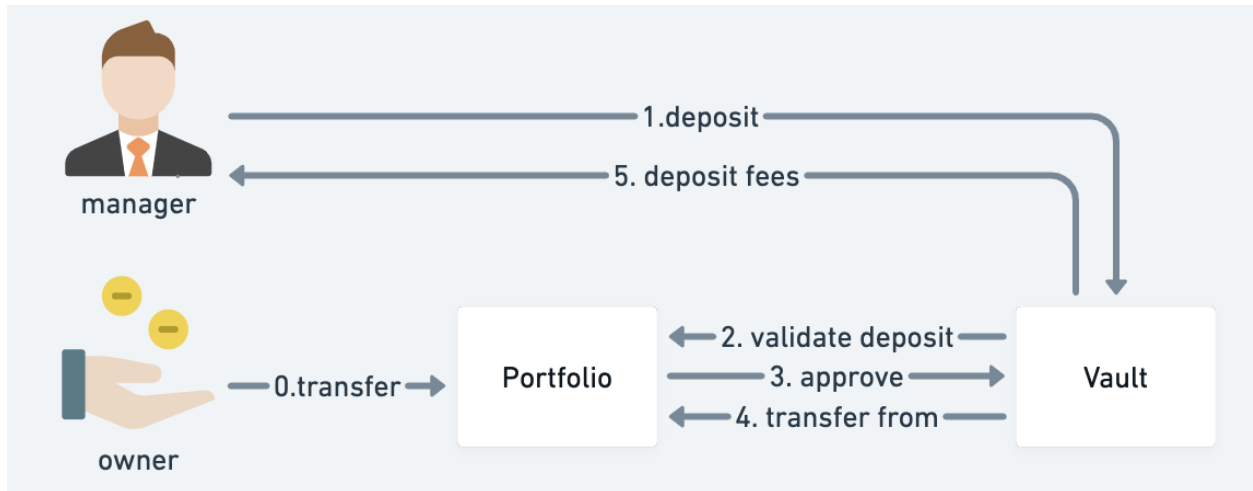 1.deposit
5. deposit fees
manager
2. validate deposit
Portfolio
3. approve
Vault
0.transfer
4. transfer from
owner